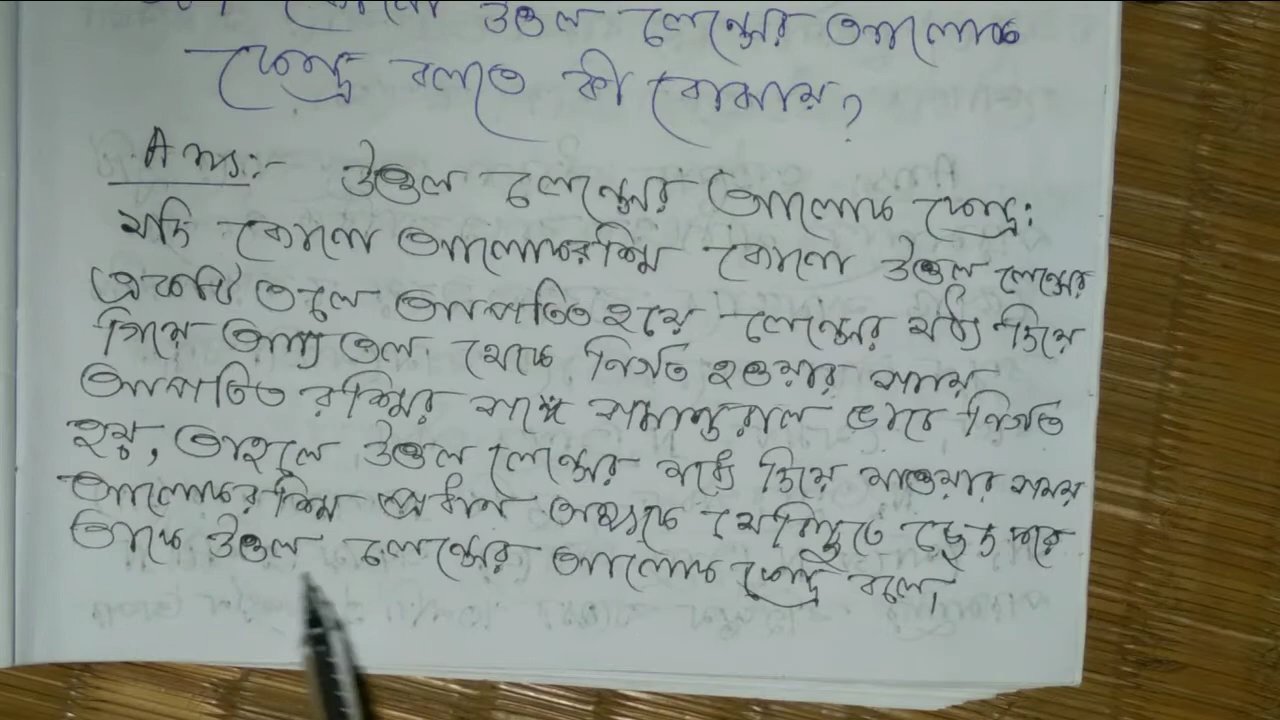 কোনো উত্তল লেন্সের আলোক
কেন্দ্র বলতে কী বোঝায়?
Ans:- উত্তল লেন্সের আলোক কেন্দ্র:
যদি কোনো আলোকরশ্মি কোনো উত্তল লেন্সের
একটি তলে আপতিত হয়ে লেন্সের মধ্য দিয়ে
গিয়ে অন্য তল থেকে নির্গত হওয়ার সময়
আপতিত রশ্মির সঙ্গে সমান্তরাল ভাবে নির্গত
হয়, তাহলে উত্তল লেন্সের মধ্যে দিয়ে যাওয়ার সময়
আলোকরশ্মি প্রধান অক্ষকে যে বিন্দুতে ছেদ করে
তাকে উত্তল লেন্সের আলোক কেন্দ্র বলে।